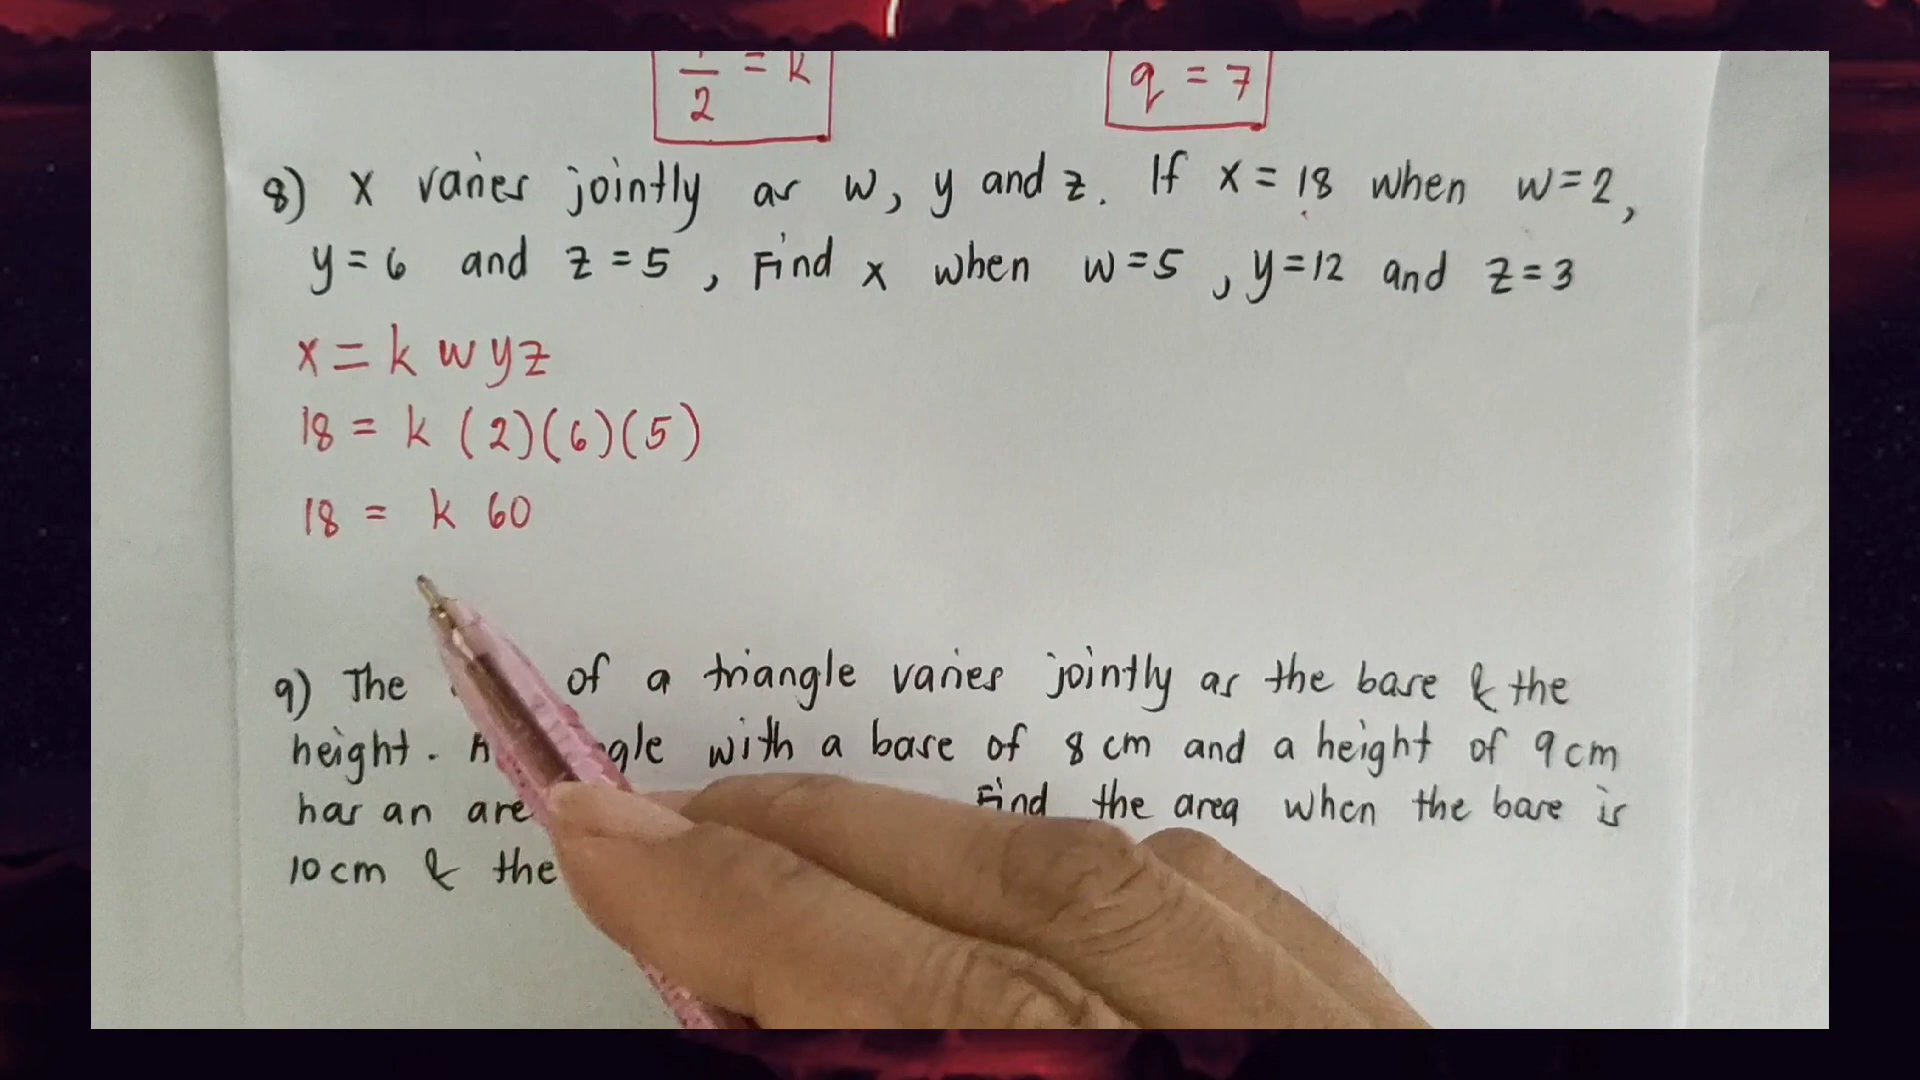 2 = k
q = 7
8) x varies jointly as w, y and z. If x = 18 when w = 2,
y = 6 and z = 5, Find x when w = 5, y = 12 and z = 3
x = k w y z
18 = k (2)(6)(5)
18 = k 60
9) The of a triangle varies jointly as the base & the
height. with a base of 8 cm and a height of 9 cm
has an Find the area when the base is
10 cm & the